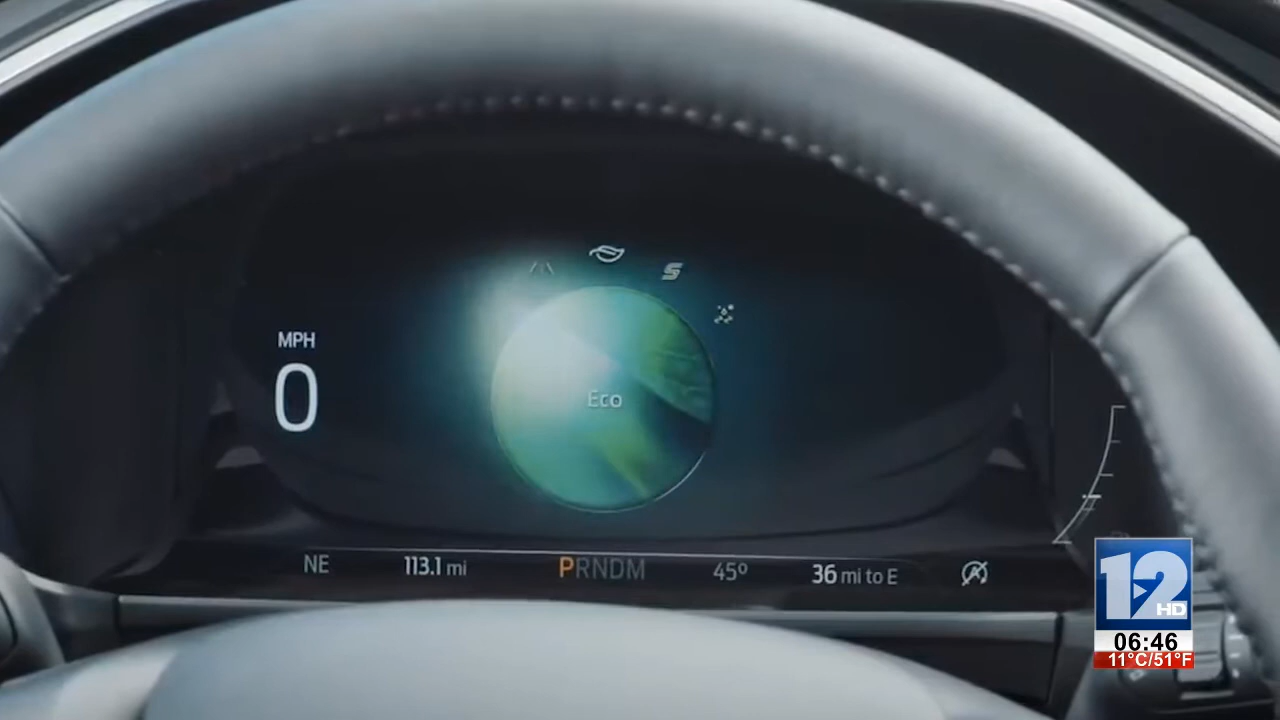 MPH
0
Eco
NE 113.1 mi PRNDM 45° 36 mi to E
12
HD
06:46
11°C/51°F